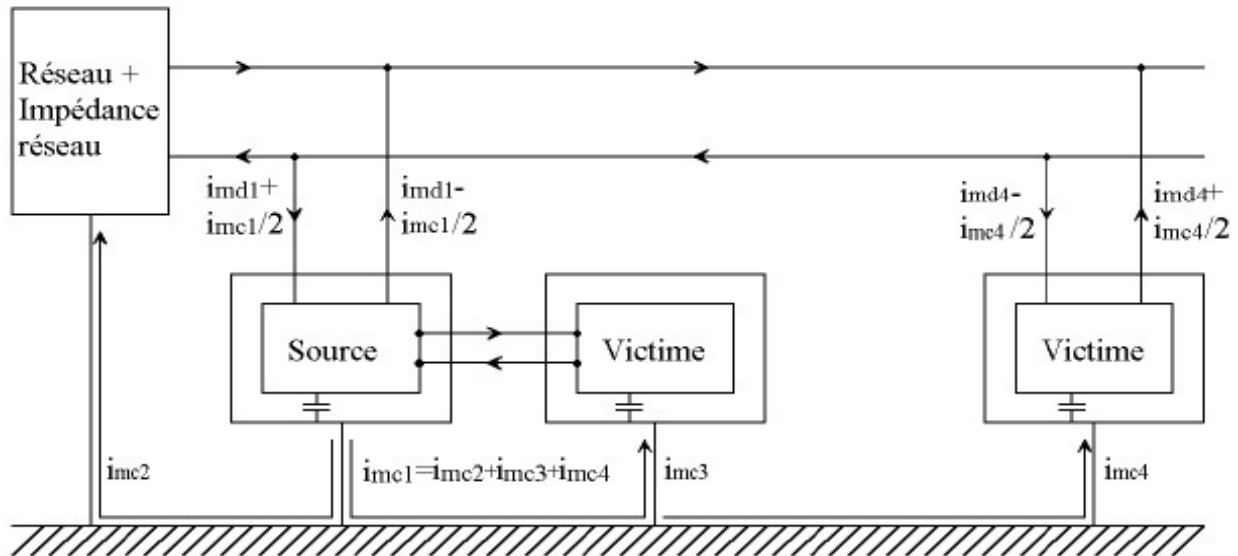 Réseau +
Impédance
réseau
imd1+
imc1/2
imd1-
imc1/2
imd4-
imc4/2
imd4+
imc4/2
Source
Victime
Victime
imc2
imc1=imc2+imc3+imc4
imc3
imc4